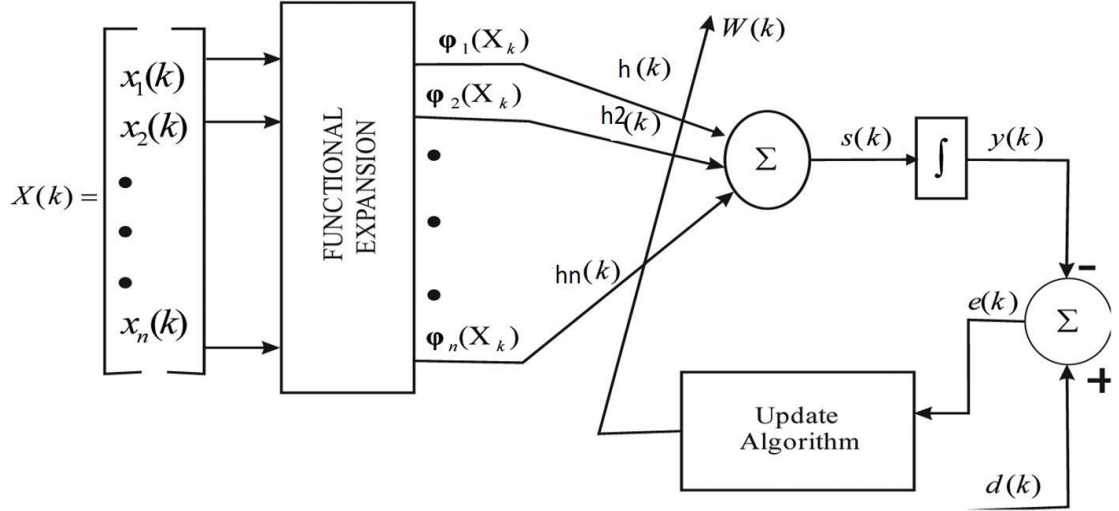 X(k) =
x₁(k)
x₂(k)
xₙ(k)
FUNCTIONAL
EXPANSION
φ₁(Xₖ)
φ₂(Xₖ)
φₙ(Xₖ)
h(k)
h2(k)
hn(k)
W(k)
Σ
s(k)
∫
y(k)
-
e(k)
Σ
+
Update
Algorithm
d(k)